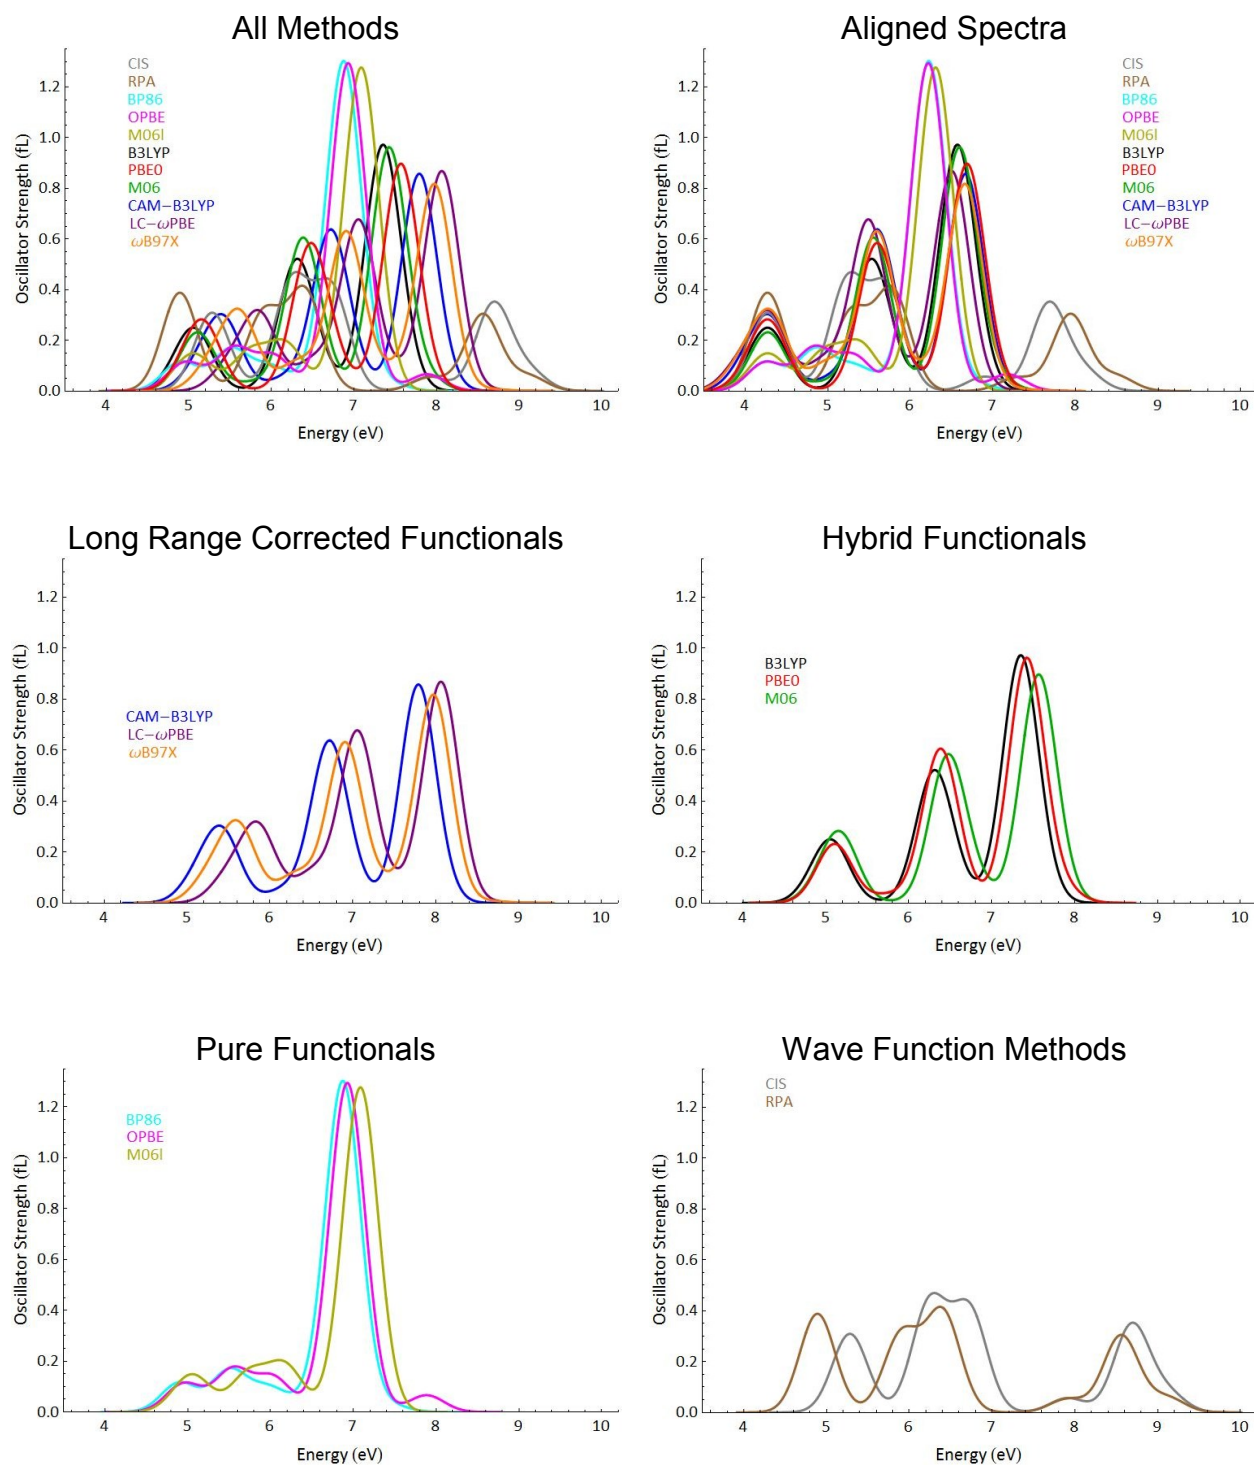 All Methods
Oscillator Strength (fL)
1.2
1.0
0.8
0.6
0.4
0.2
0.0
CIS
RPA
BP86
OPBE
M06l
B3LYP
PBE0
M06
CAM−B3LYP
LC−ωPBE
ωB97X
4 5 6 7 8 9 10
Energy (eV)
Aligned Spectra
Oscillator Strength (fL)
1.2
1.0
0.8
0.6
0.4
0.2
0.0
CIS
RPA
BP86
OPBE
M06l
B3LYP
PBE0
M06
CAM−B3LYP
LC−ωPBE
ωB97X
4 5 6 7 8 9 10
Energy (eV)
Long Range Corrected Functionals
Oscillator Strength (fL)
1.2
1.0
0.8
0.6
0.4
0.2
0.0
CAM−B3LYP
LC−ωPBE
ωB97X
4 5 6 7 8 9 10
Energy (eV)
Hybrid Functionals
Oscillator Strength (fL)
1.2
1.0
0.8
0.6
0.4
0.2
0.0
B3LYP
PBE0
M06
4 5 6 7 8 9 10
Energy (eV)
Pure Functionals
Oscillator Strength (fL)
1.2
1.0
0.8
0.6
0.4
0.2
0.0
BP86
OPBE
M06l
4 5 6 7 8 9 10
Energy (eV)
Wave Function Methods
Oscillator Strength (fL)
1.2
1.0
0.8
0.6
0.4
0.2
0.0
CIS
RPA
4 5 6 7 8 9 10
Energy (eV)